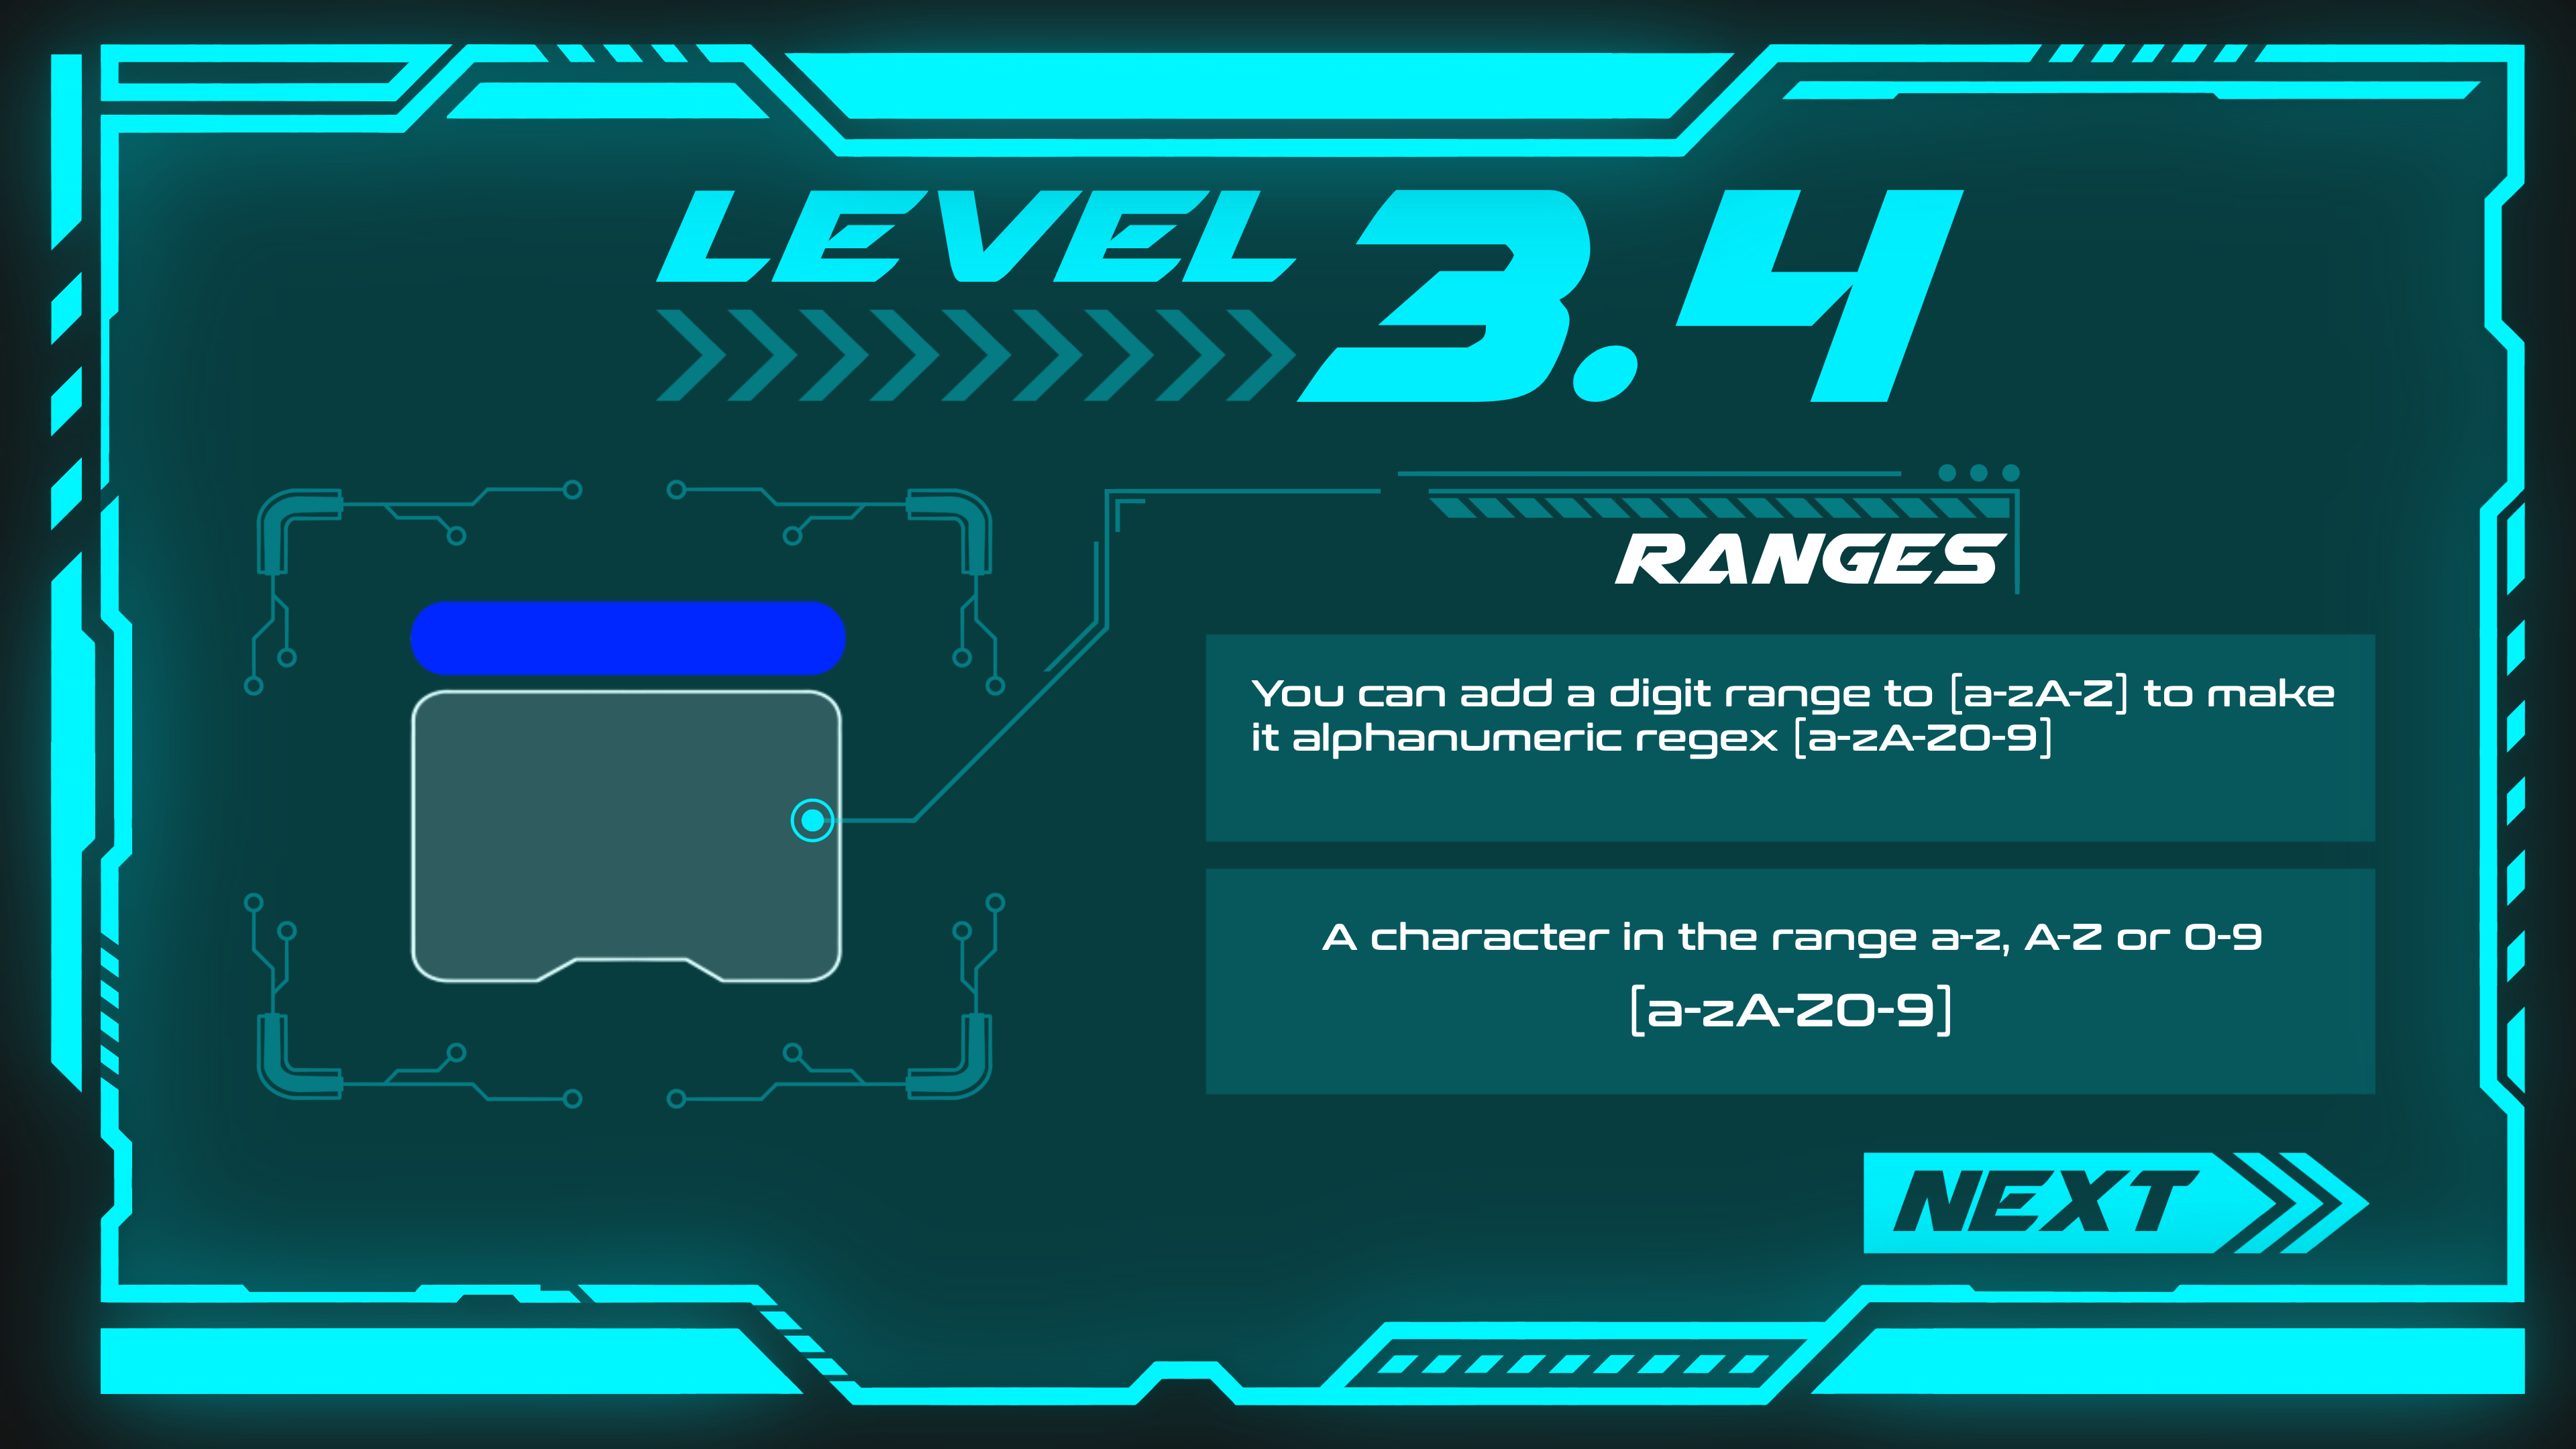 LEVEL 3.4
RANGES
You can add a digit range to [a-zA-Z] to make
it alphanumeric regex [a-zA-Z0-9]
A character in the range a-z, A-Z or 0-9
[a-zA-Z0-9]
NEXT